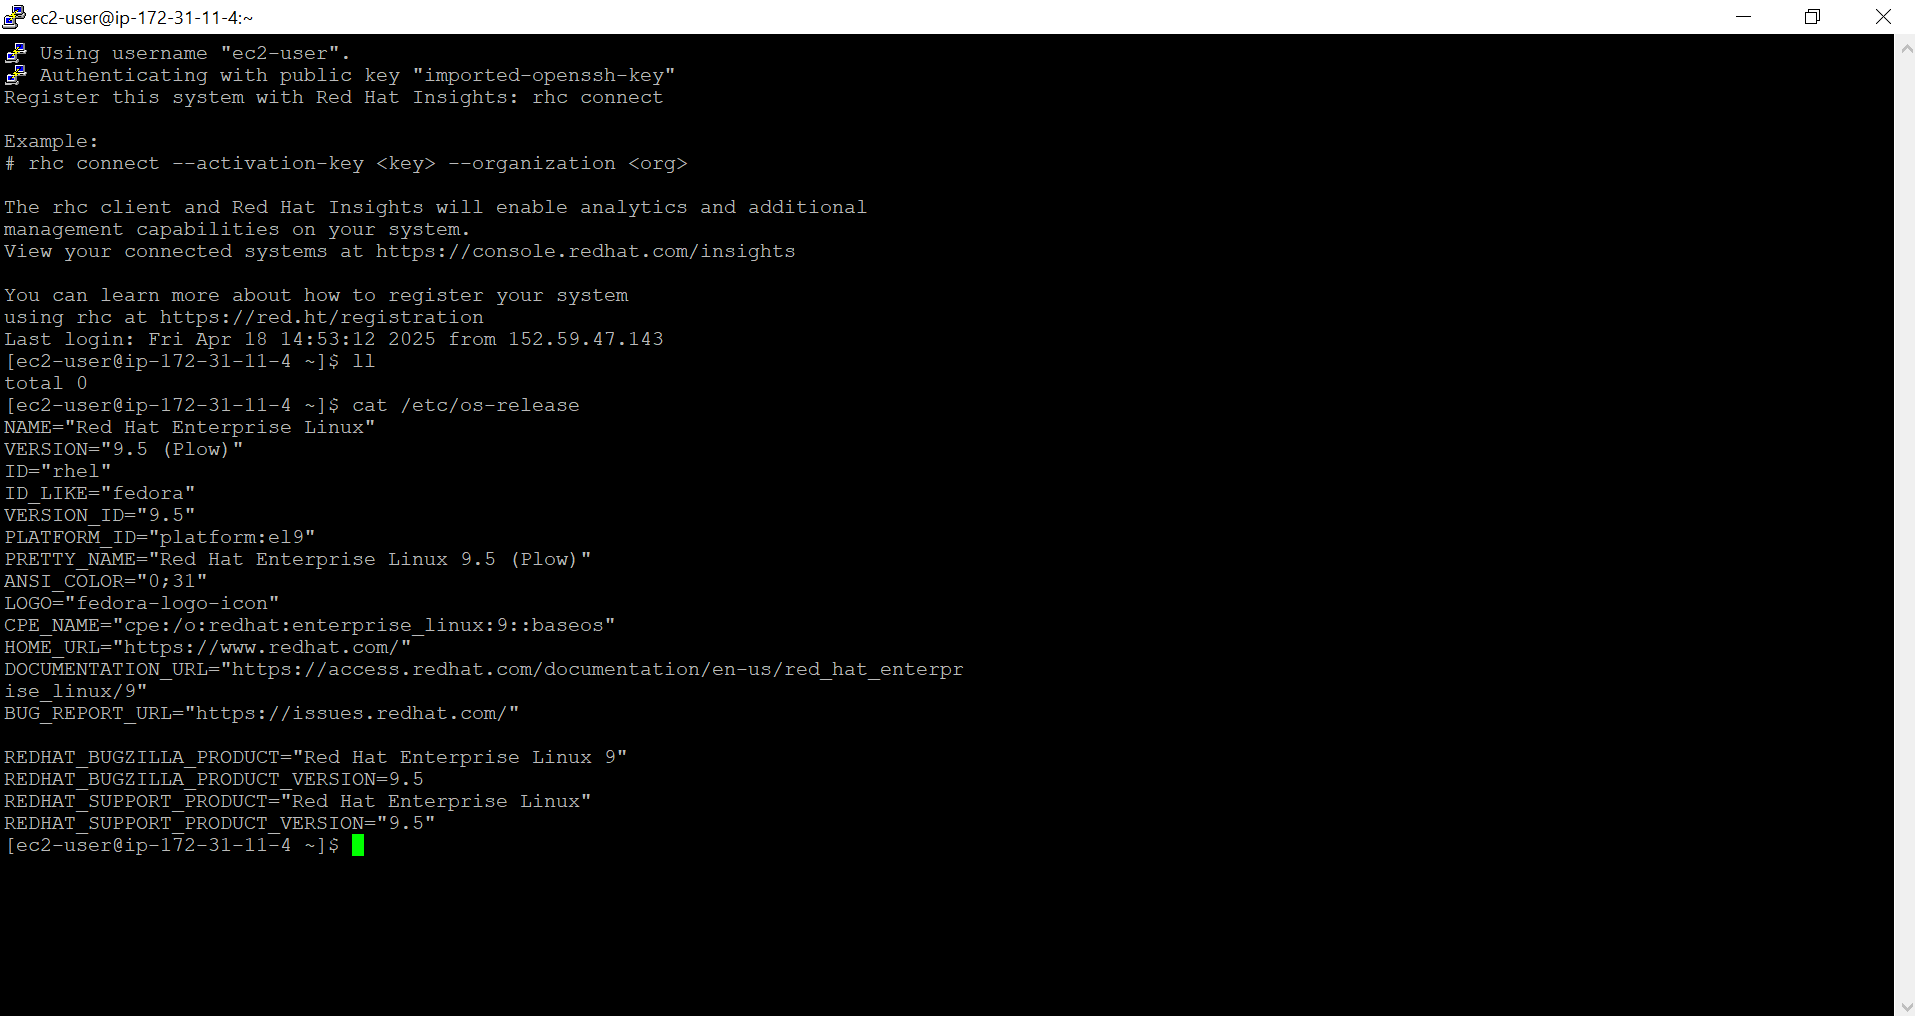 ec2-user@ip-172-31-11-4:~
Using username "ec2-user".
Authenticating with public key "imported-openssh-key"
Register this system with Red Hat Insights: rhc connect
Example:
# rhc connect --activation-key <key> --organization <org>
The rhc client and Red Hat Insights will enable analytics and additional
management capabilities on your system.
View your connected systems at https://console.redhat.com/insights
You can learn more about how to register your system
using rhc at https://red.ht/registration
Last login: Fri Apr 18 14:53:12 2025 from 152.59.47.143
[ec2-user@ip-172-31-11-4 ~]$ ll
total 0
[ec2-user@ip-172-31-11-4 ~]$ cat /etc/os-release
NAME="Red Hat Enterprise Linux"
VERSION="9.5 (Plow)"
ID="rhel"
ID_LIKE="fedora"
VERSION_ID="9.5"
PLATFORM_ID="platform:el9"
PRETTY_NAME="Red Hat Enterprise Linux 9.5 (Plow)"
ANSI_COLOR="0;31"
LOGO="fedora-logo-icon"
CPE_NAME="cpe:/o:redhat:enterprise_linux:9::baseos"
HOME_URL="https://www.redhat.com/"
DOCUMENTATION_URL="https://access.redhat.com/documentation/en-us/red_hat_enterpr
ise_linux/9"
BUG_REPORT_URL="https://issues.redhat.com/"
REDHAT_BUGZILLA_PRODUCT="Red Hat Enterprise Linux 9"
REDHAT_BUGZILLA_PRODUCT_VERSION=9.5
REDHAT_SUPPORT_PRODUCT="Red Hat Enterprise Linux"
REDHAT_SUPPORT_PRODUCT_VERSION="9.5"
[ec2-user@ip-172-31-11-4 ~]$